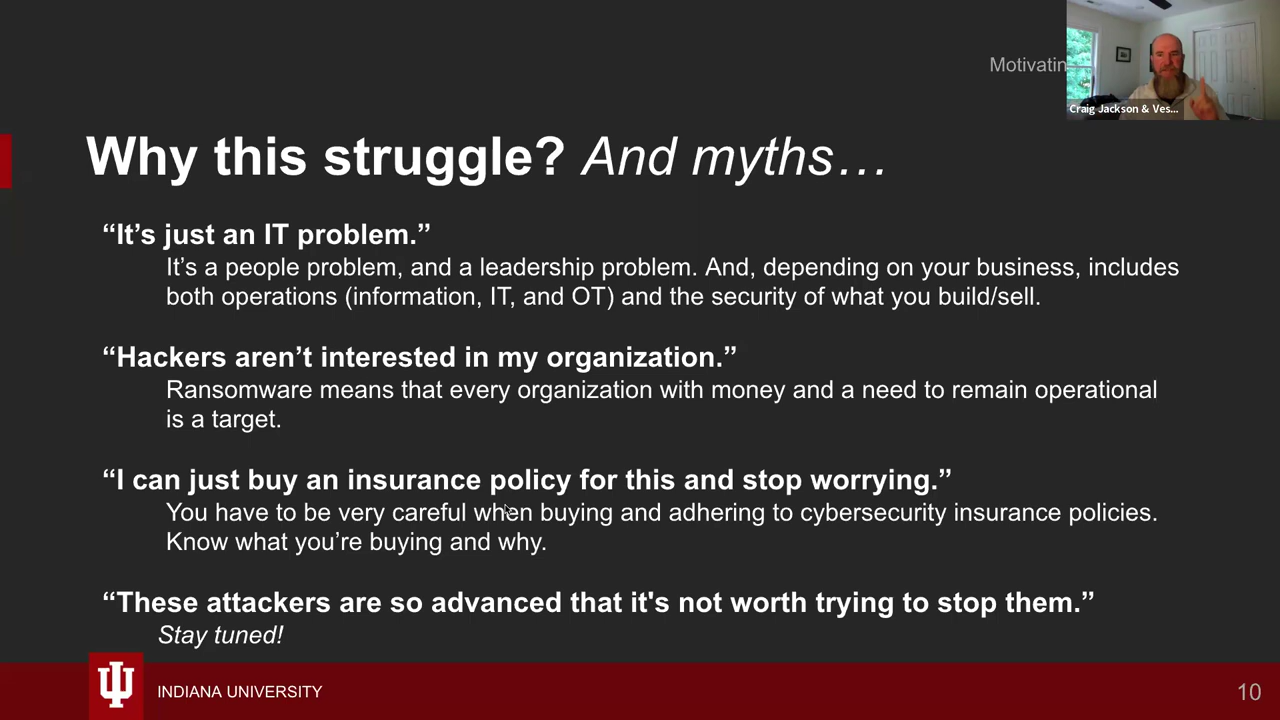 Motivatin
Craig Jackson & Ves...
Why this struggle? And myths…
“It’s just an IT problem.”
It’s a people problem, and a leadership problem. And, depending on your business, includes
both operations (information, IT, and OT) and the security of what you build/sell.
“Hackers aren’t interested in my organization.”
Ransomware means that every organization with money and a need to remain operational
is a target.
“I can just buy an insurance policy for this and stop worrying.”
You have to be very careful when buying and adhering to cybersecurity insurance policies.
Know what you’re buying and why.
“These attackers are so advanced that it's not worth trying to stop them.”
Stay tuned!
INDIANA UNIVERSITY
10